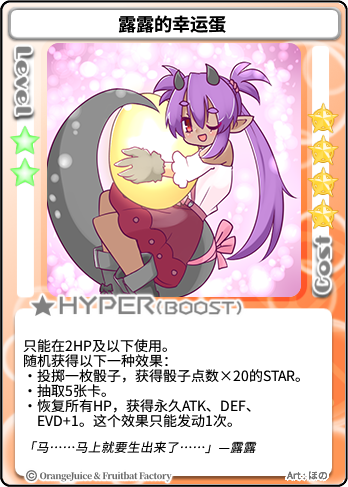 露露的幸运蛋
Level
Cost
HYPER(BOOST)
只能在2HP及以下使用。
随机获得以下一种效果：
・投掷一枚骰子，获得骰子点数×20的STAR。
・抽取5张卡。
・恢复所有HP，获得永久ATK、DEF、
EVD+1。这个效果只能发动1次。
「马……马上就要生出来了……」—露露
© OrangeJuice & Fruitbat Factory
Art : ほの